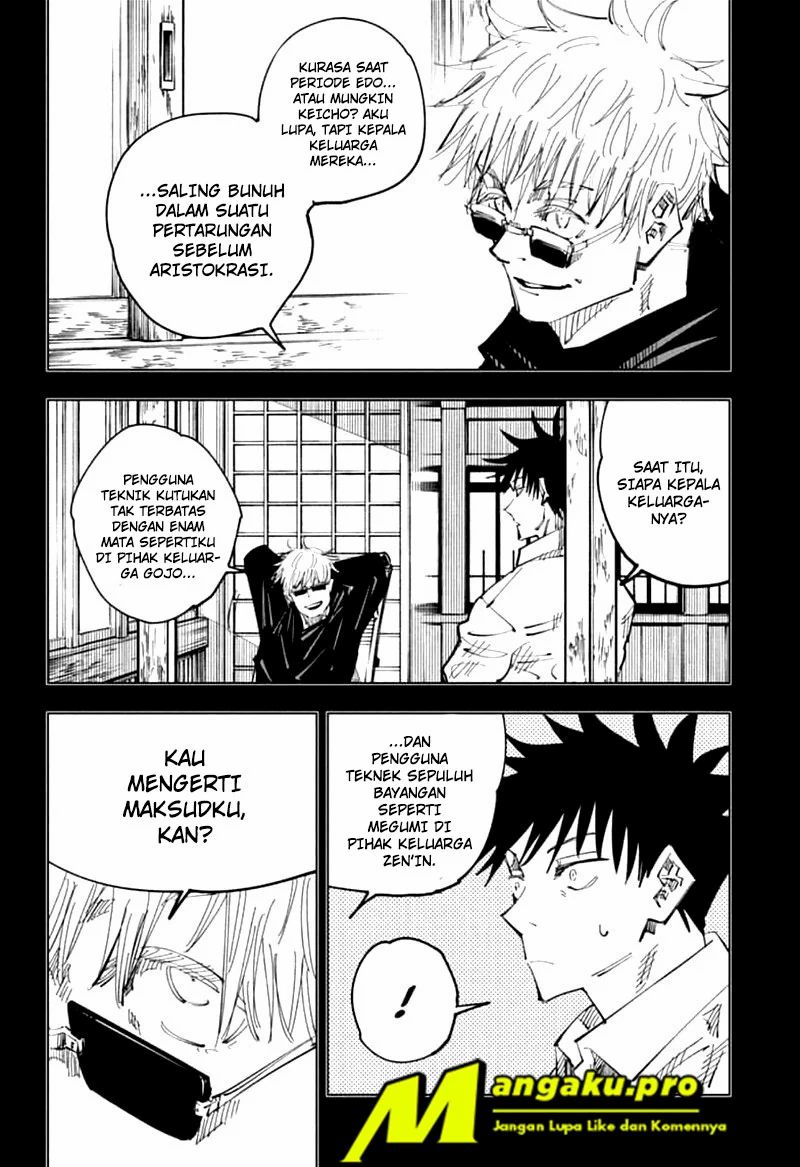 KURASA SAAT
PERIODE EDO...
ATAU MUNGKIN
KEICHO? AKU
LUPA, TAPI KEPALA
KELUARGA
MEREKA...
...SALING BUNUH
DALAM SUATU
PERTARUNGAN
SEBELUM
ARISTOKRASI.
SAAT ITU,
SIAPA KEPALA
KELUARGA-
NYA?
PENGGUNA
TEKNIK KUTUKAN
TAK TERBATAS
DENGAN ENAM
MATA SEPERTIKU
DI PIHAK KELUAR-
GA GOJO...
...DAN
PENGGUNA
TEKNEK SEPULUH
BAYANGAN
SEPERTI
MEGUMI DI
PIHAK KELUARGA
ZEN'IN.
!
KAU
MENGERTI
MAKSUDKU,
KAN?
Mangaku.pro
Jangan Lupa Like dan Komennya